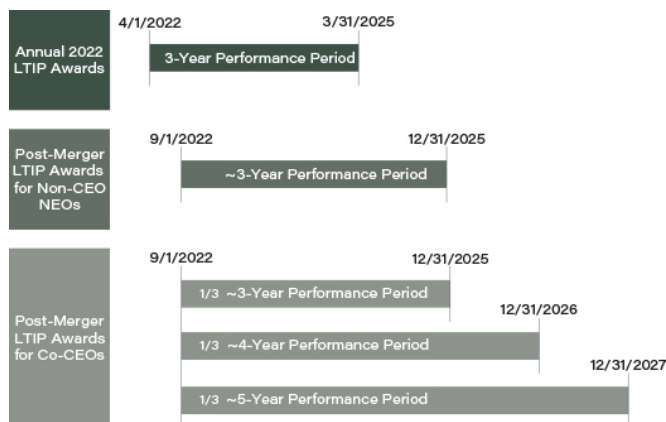 4/1/2022 3/31/2025
Annual 2022
LTIP Awards
3-Year Performance Period
9/1/2022 12/31/2025
Post-Merger
LTIP Awards
for Non-CEO
NEOs
~3-Year Performance Period
9/1/2022 12/31/2025
1/3 ~3-Year Performance Period
12/31/2026
Post-Merger
LTIP Awards
for Co-CEOs
1/3 ~4-Year Performance Period
12/31/2027
1/3 ~5-Year Performance Period